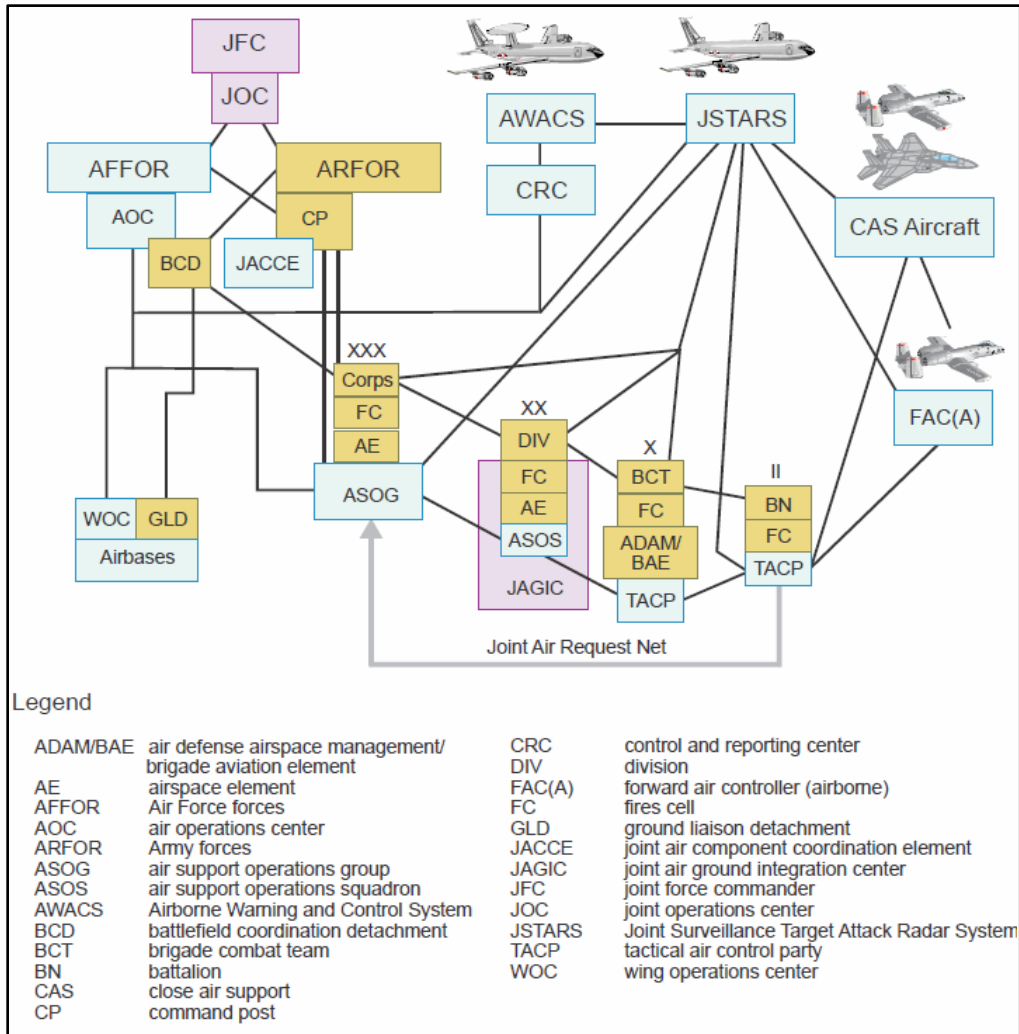 JFC
JOC
AWACS
JSTARS
AFFOR
ARFOR
CRC
AOC
CP
CAS Aircraft
BCD
JACCE
XXX
Corps
XX
FAC(A)
FC
DIV
X
AE
II
FC
BCT
BN
ASOG
AE
FC
FC
WOC
GLD
ASOS
ADAM/
BAE
TACP
Airbases
JAGIC
TACP
Joint Air Request Net
Legend
ADAM/BAE air defense airspace management/
brigade aviation element
AE airspace element
AFFOR Air Force forces
AOC air operations center
ARFOR Army forces
ASOG air support operations group
ASOS air support operations squadron
AWACS Airborne Warning and Control System
BCD battlefield coordination detachment
BCT brigade combat team
BN battalion
CAS close air support
CP command post
CRC control and reporting center
DIV division
FAC(A) forward air controller (airborne)
FC fires cell
GLD ground liaison detachment
JACCE joint air component coordination element
JAGIC joint air ground integration center
JFC joint force commander
JOC joint operations center
JSTARS Joint Surveillance Target Attack Radar System
TACP tactical air control party
WOC wing operations center